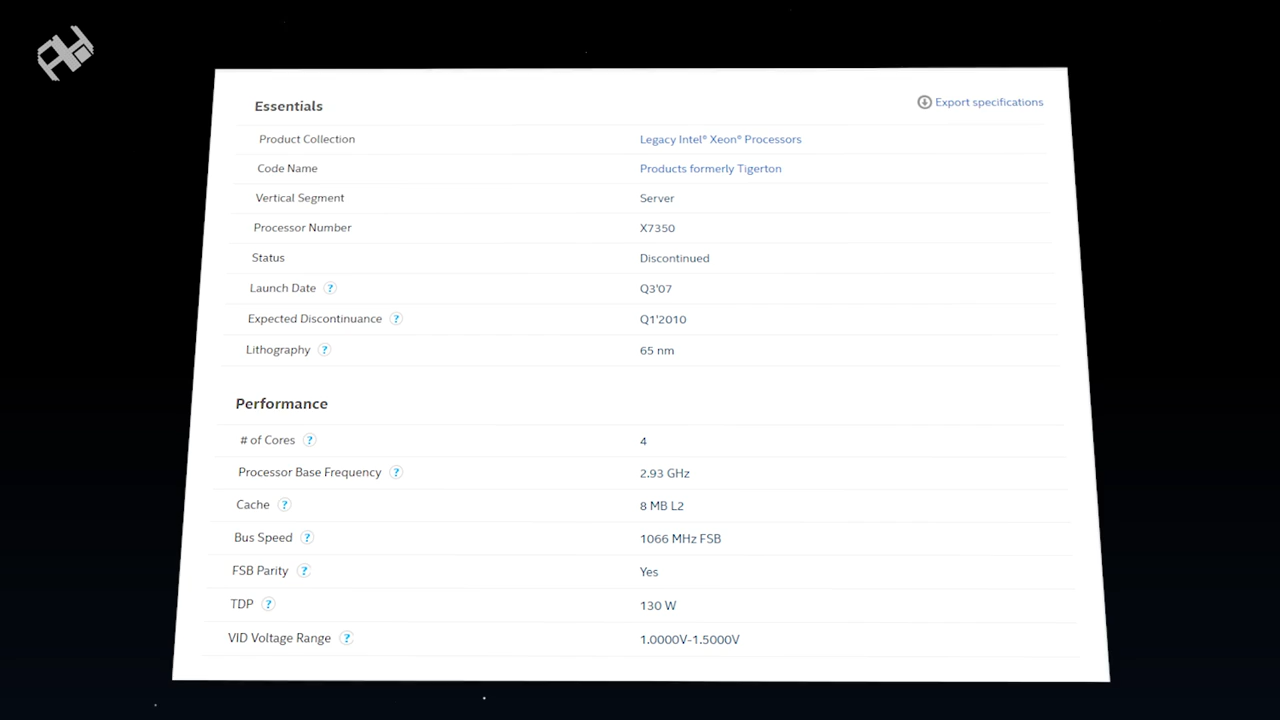 Essentials
Export specifications
Product Collection Legacy Intel® Xeon® Processors
Code Name Products formerly Tigerton
Vertical Segment Server
Processor Number X7350
Status Discontinued
Launch Date ? Q3'07
Expected Discontinuance ? Q1'2010
Lithography ? 65 nm
Performance
# of Cores ? 4
Processor Base Frequency ? 2.93 GHz
Cache ? 8 MB L2
Bus Speed ? 1066 MHz FSB
FSB Parity ? Yes
TDP ? 130 W
VID Voltage Range ? 1.0000V-1.5000V